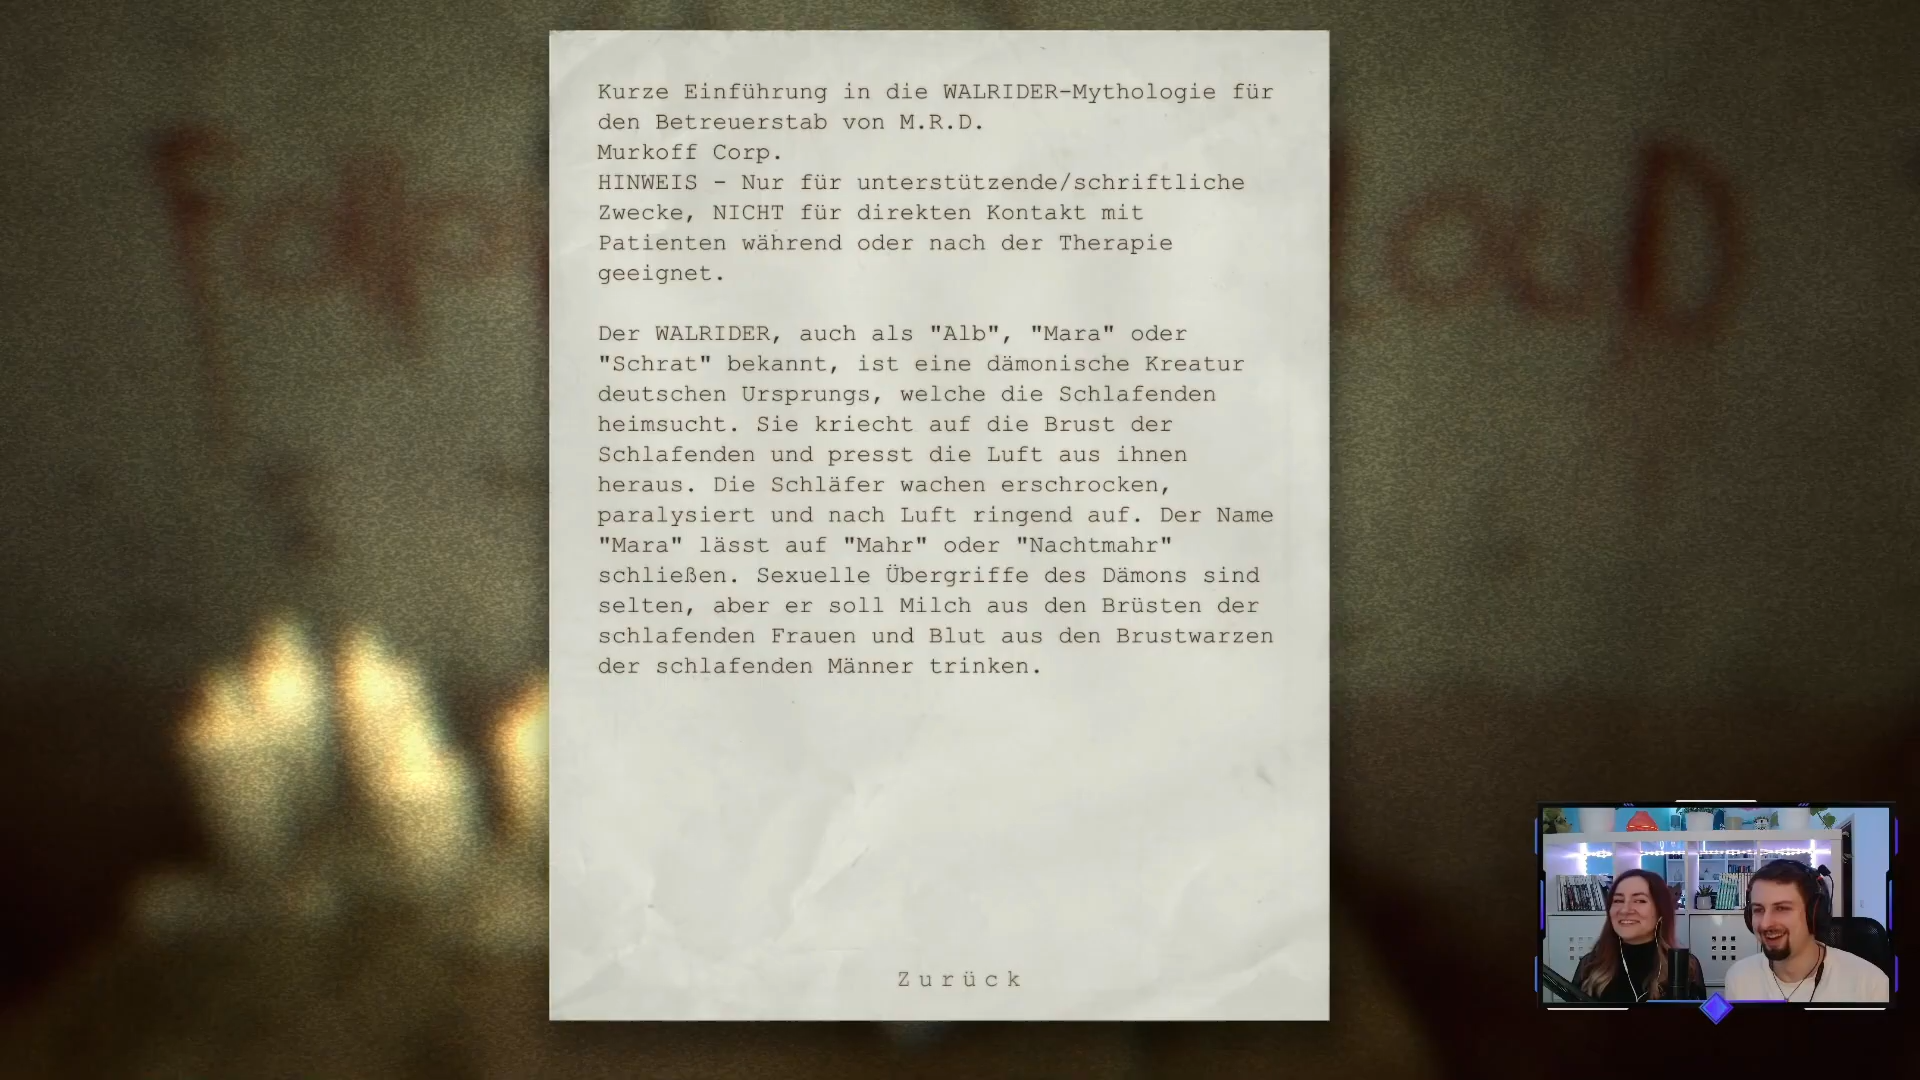 Kurze Einführung in die WALRIDER-Mythologie für
den Betreuerstab von M.R.D.
Murkoff Corp.
HINWEIS - Nur für unterstützende/schriftliche
Zwecke, NICHT für direkten Kontakt mit
Patienten während oder nach der Therapie
geeignet.

Der WALRIDER, auch als "Alb", "Mara" oder
"Schrat" bekannt, ist eine dämonische Kreatur
deutschen Ursprungs, welche die Schlafenden
heimsucht. Sie kriecht auf die Brust der
Schlafenden und presst die Luft aus ihnen
heraus. Die Schläfer wachen erschrocken,
paralysiert und nach Luft ringend auf. Der Name
"Mara" lässt auf "Mahr" oder "Nachtmahr"
schließen. Sexuelle Übergriffe des Dämons sind
selten, aber er soll Milch aus den Brüsten der
schlafenden Frauen und Blut aus den Brustwarzen
der schlafenden Männer trinken.
Zurück